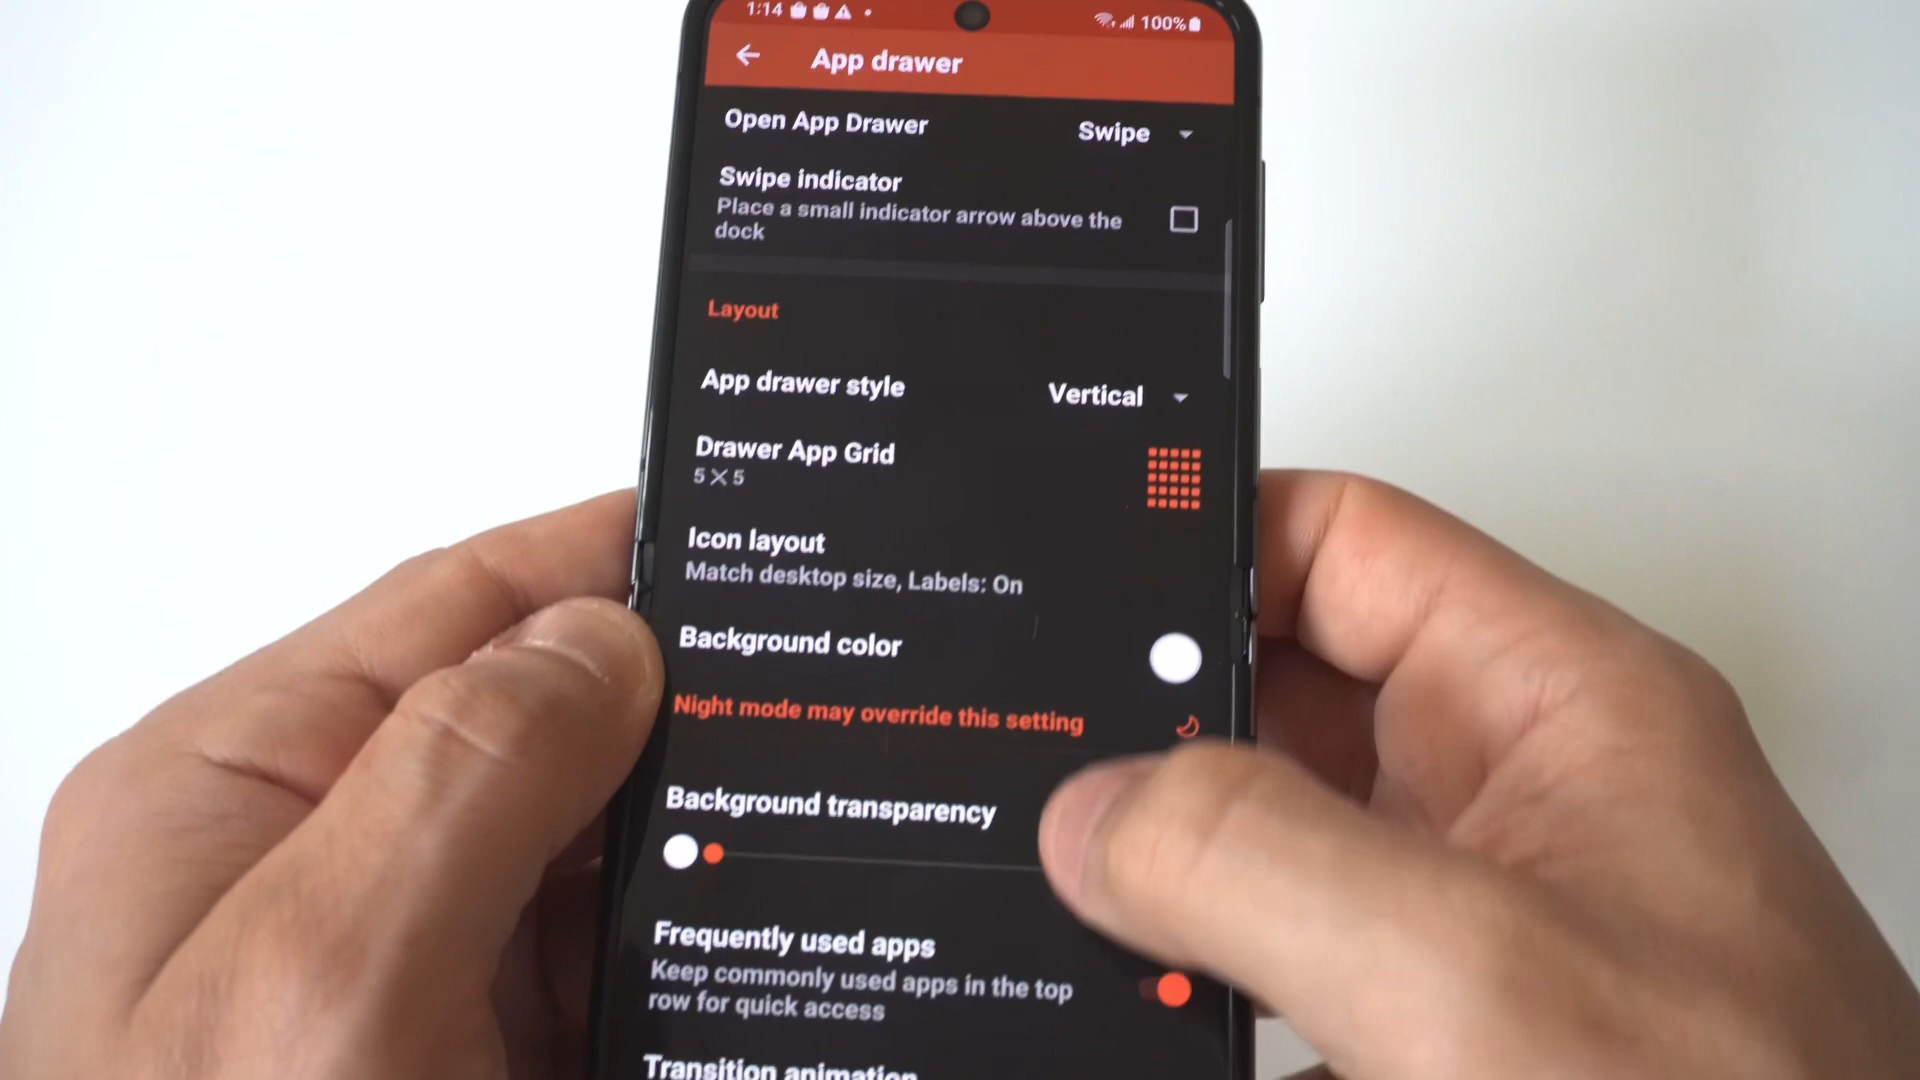 1:14
100%
App drawer
Open App Drawer
Swipe
Swipe indicator
Place a small indicator arrow above the
dock
Layout
App drawer style
Vertical
Drawer App Grid
5 X 5
Icon layout
Match desktop size, Labels: On
Background color
Night mode may override this setting
Background transparency
Frequently used apps
Keep commonly used apps in the top
row for quick access
Transition animation